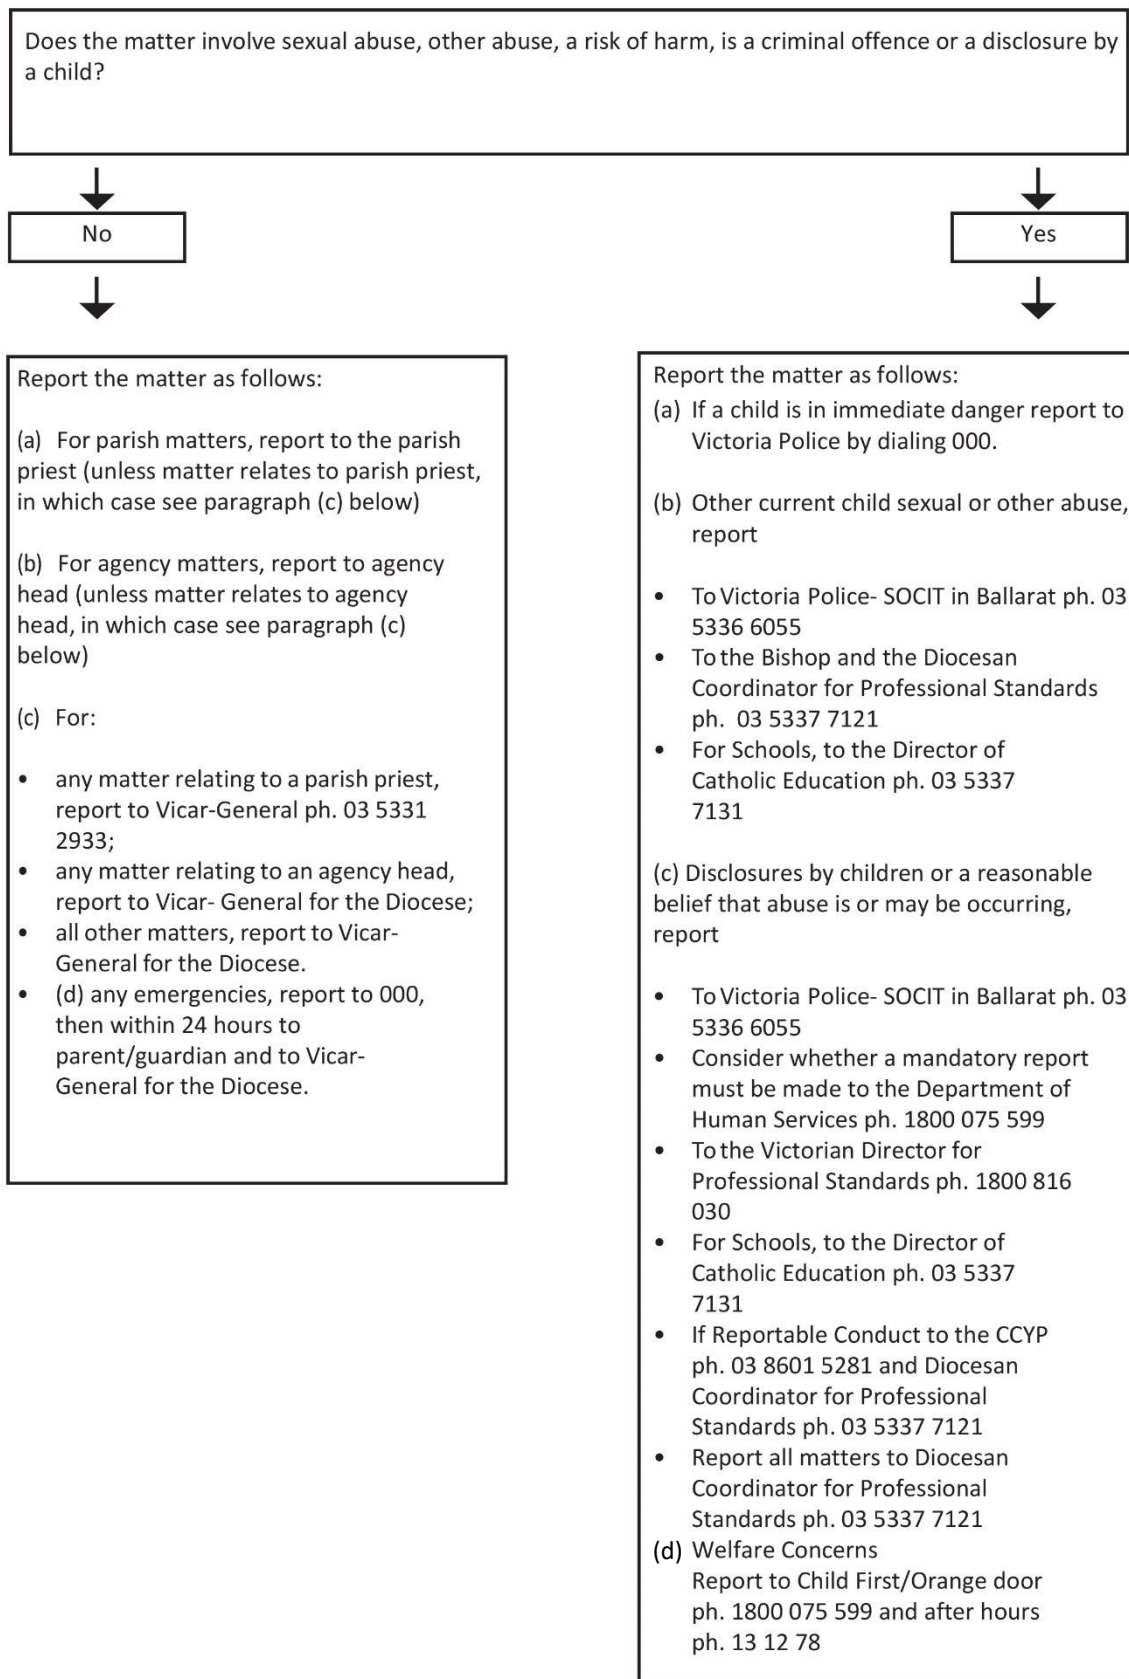 Does the matter involve sexual abuse, other abuse, a risk of harm, is a criminal offence or a disclosure by
a child?
No
Yes
Report the matter as follows:
(a) For parish matters, report to the parish
priest (unless matter relates to parish priest,
in which case see paragraph (c) below)
(b) For agency matters, report to agency
head (unless matter relates to agency
head, in which case see paragraph (c)
below)
(c) For:
• any matter relating to a parish priest,
report to Vicar-General ph. 03 5331
2933;
• any matter relating to an agency head,
report to Vicar- General for the Diocese;
• all other matters, report to Vicar-
General for the Diocese.
• (d) any emergencies, report to 000,
then within 24 hours to
parent/guardian and to Vicar-
General for the Diocese.
Report the matter as follows:
(a) If a child is in immediate danger report to
Victoria Police by dialing 000.
(b) Other current child sexual or other abuse,
report
• To Victoria Police- SOCIT in Ballarat ph. 03
5336 6055
• To the Bishop and the Diocesan
Coordinator for Professional Standards
ph. 03 5337 7121
• For Schools, to the Director of
Catholic Education ph. 03 5337
7131
(c) Disclosures by children or a reasonable
belief that abuse is or may be occurring,
report
• To Victoria Police- SOCIT in Ballarat ph. 03
5336 6055
• Consider whether a mandatory report
must be made to the Department of
Human Services ph. 1800 075 599
• To the Victorian Director for
Professional Standards ph. 1800 816
030
• For Schools, to the Director of
Catholic Education ph. 03 5337
7131
• If Reportable Conduct to the CCYP
ph. 03 8601 5281 and Diocesan
Coordinator for Professional
Standards ph. 03 5337 7121
• Report all matters to Diocesan
Coordinator for Professional
Standards ph. 03 5337 7121
(d) Welfare Concerns
Report to Child First/Orange door
ph. 1800 075 599 and after hours
ph. 13 12 78